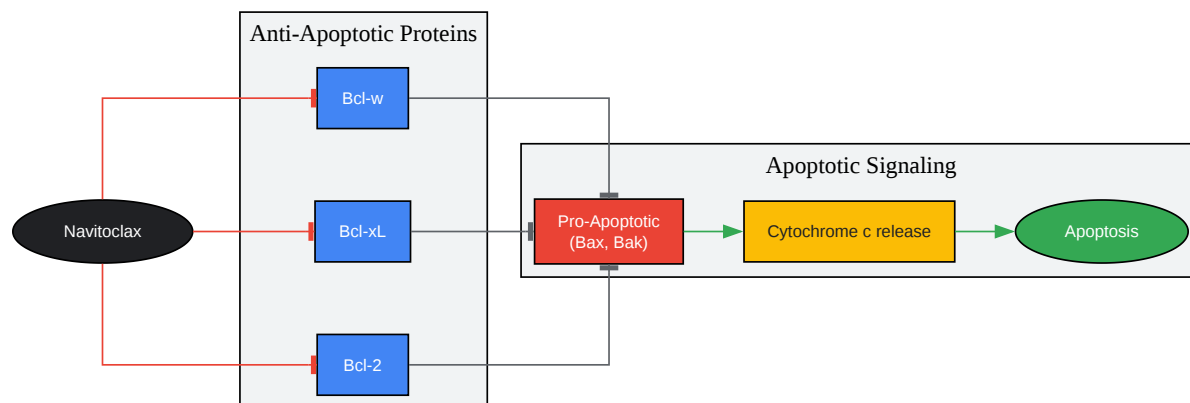 Anti-Apoptotic Proteins
Bcl-w
Apoptotic Signaling
Navitoclax
Bcl-xL
Pro-Apoptotic
(Bax, Bak)
Cytochrome c release
Apoptosis
Bcl-2